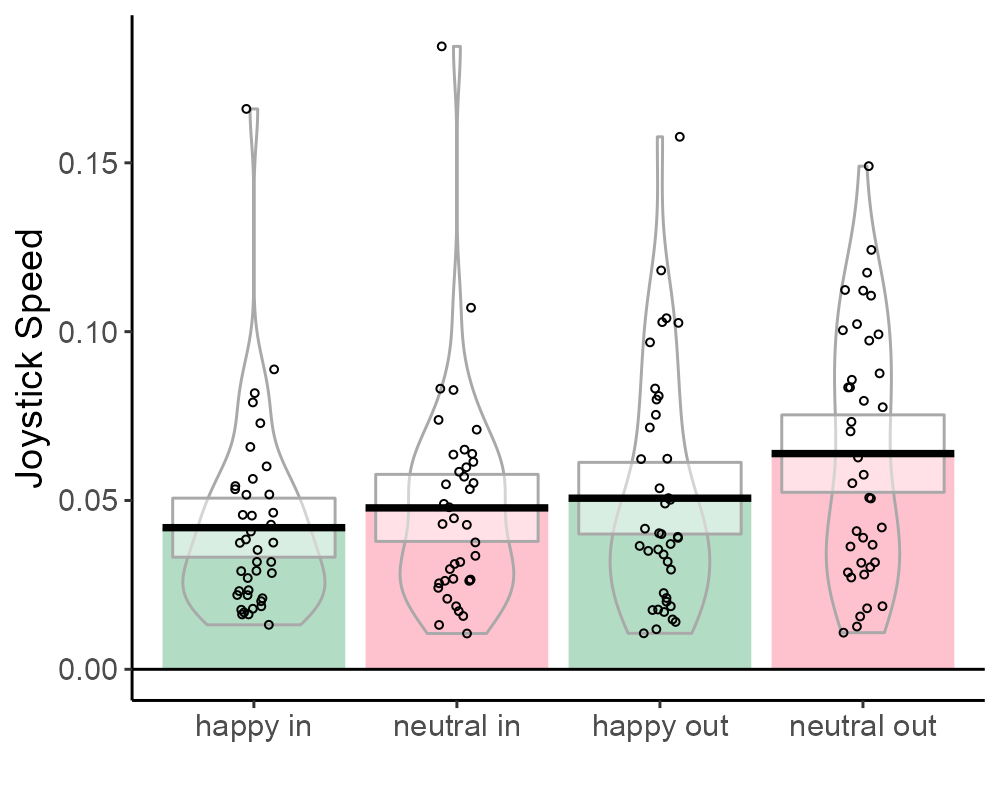 Joystick Speed
0.15
0.10
0.05
0.00
happy in
neutral in
happy out
neutral out